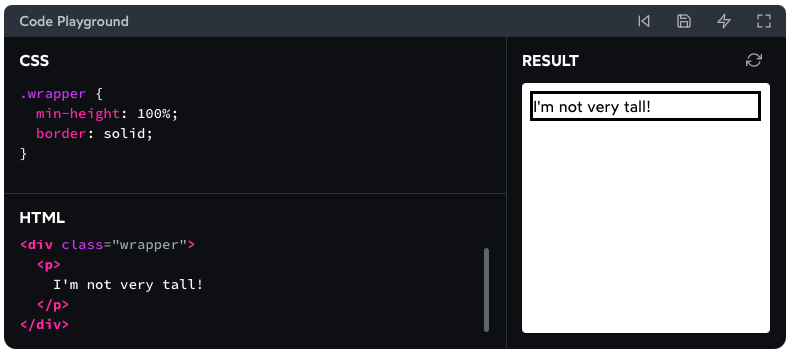 Code Playground
CSS
.wrapper {
  min-height: 100%;
  border: solid;
}
HTML
<div class="wrapper">
  <p>
    I'm not very tall!
  </p>
</div>
RESULT
I'm not very tall!